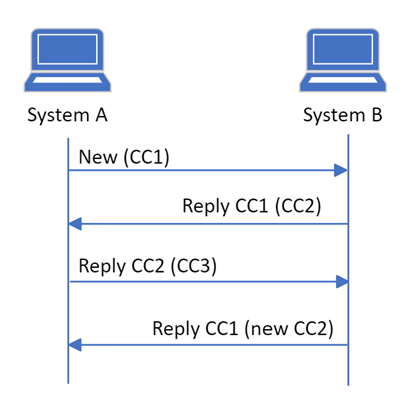 System A
System B
New (CC1)
Reply CC1 (CC2)
Reply CC2 (CC3)
Reply CC1 (new CC2)